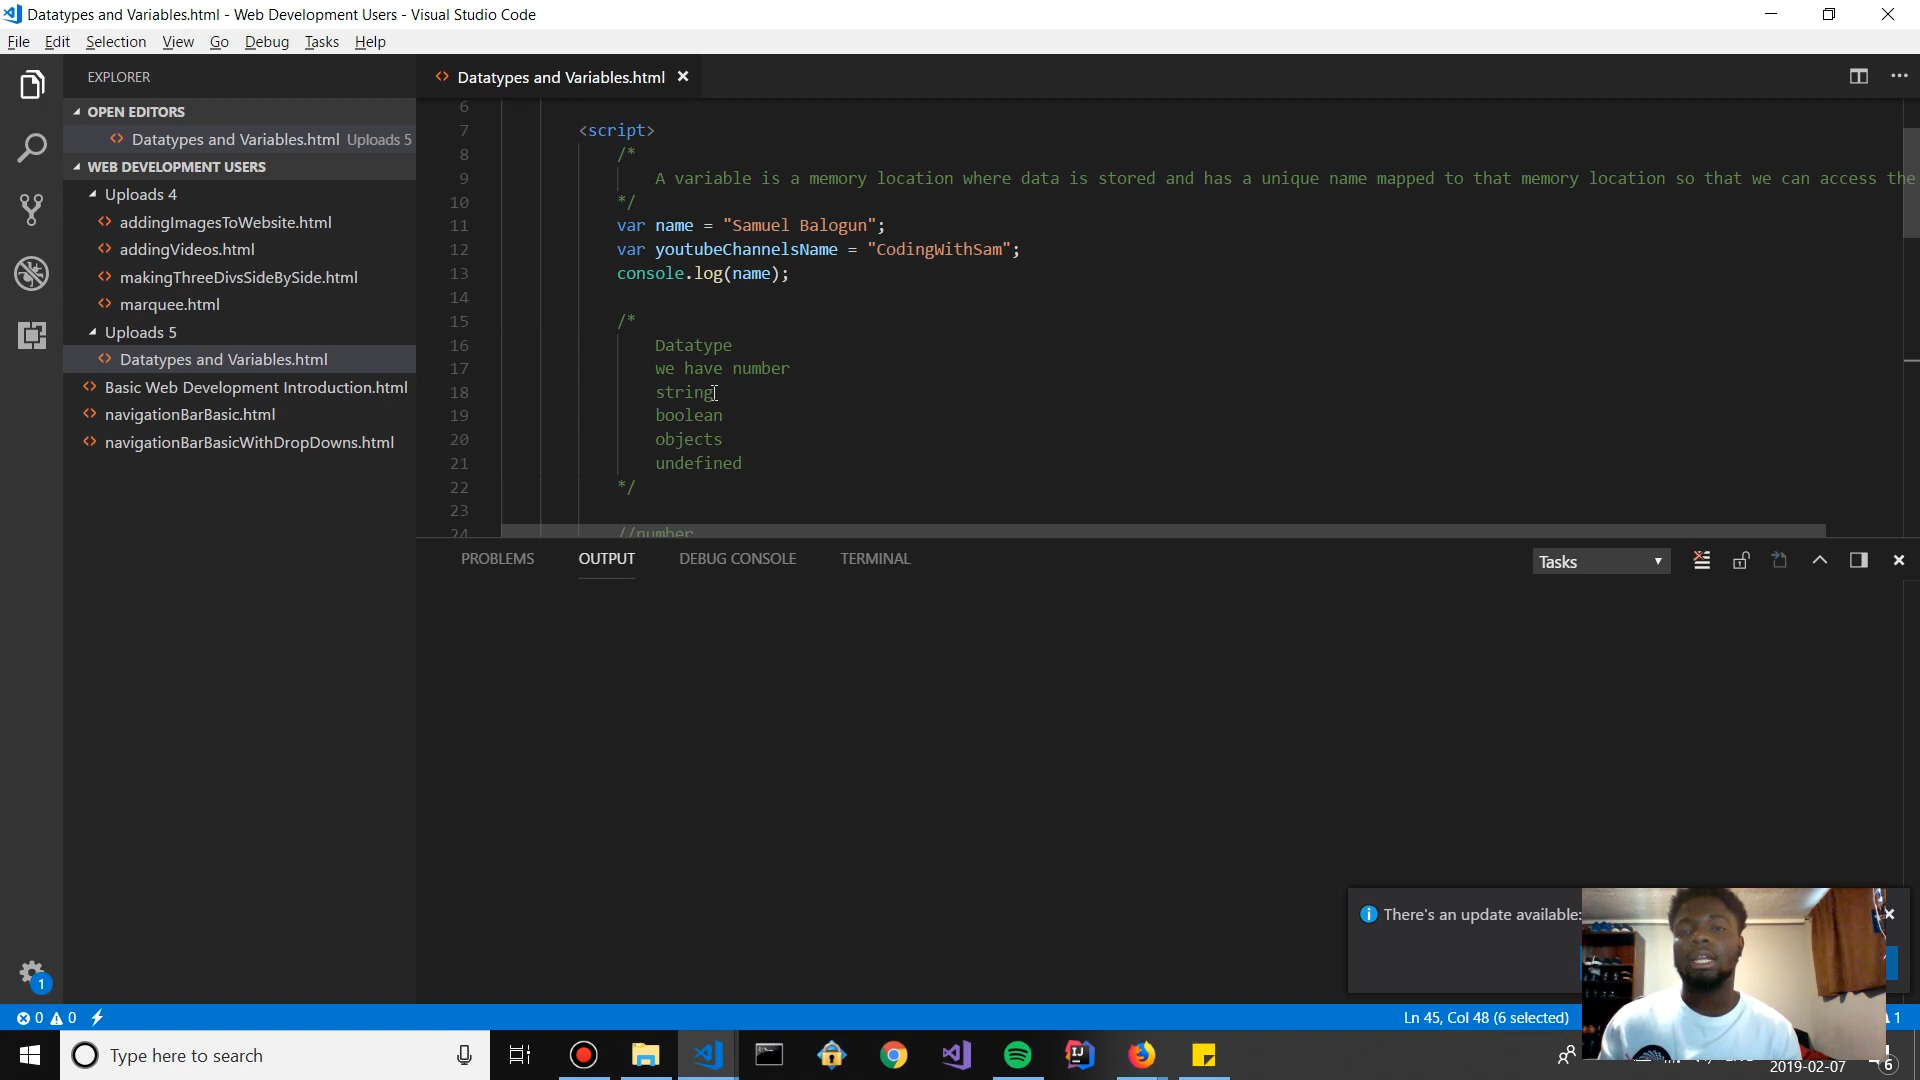 Datatypes and Variables.html - Web Development Users - Visual Studio Code
File Edit Selection View Go Debug Tasks Help
EXPLORER
OPEN EDITORS
Datatypes and Variables.html Uploads 5
WEB DEVELOPMENT USERS
Uploads 4
addingImagesToWebsite.html
addingVideos.html
makingThreeDivsSideBySide.html
marquee.html
Uploads 5
Datatypes and Variables.html
Basic Web Development Introduction.html
navigationBarBasic.html
navigationBarBasicWithDropDowns.html
1
Datatypes and Variables.html
6
7 <script>
8 /*
9 A variable is a memory location where data is stored and has a unique name mapped to that memory location so that we can access the
10 */
11 var name = "Samuel Balogun";
12 var youtubeChannelsName = "CodingWithSam";
13 console.log(name);
14
15 /*
16 Datatype
17 we have number
18 string
19 boolean
20 objects
21 undefined
22 */
23
24 //number
PROBLEMS OUTPUT DEBUG CONSOLE TERMINAL
Tasks
There's an update available:
0 0
Ln 45, Col 48 (6 selected)
1
Type here to search
2019-02-07
6